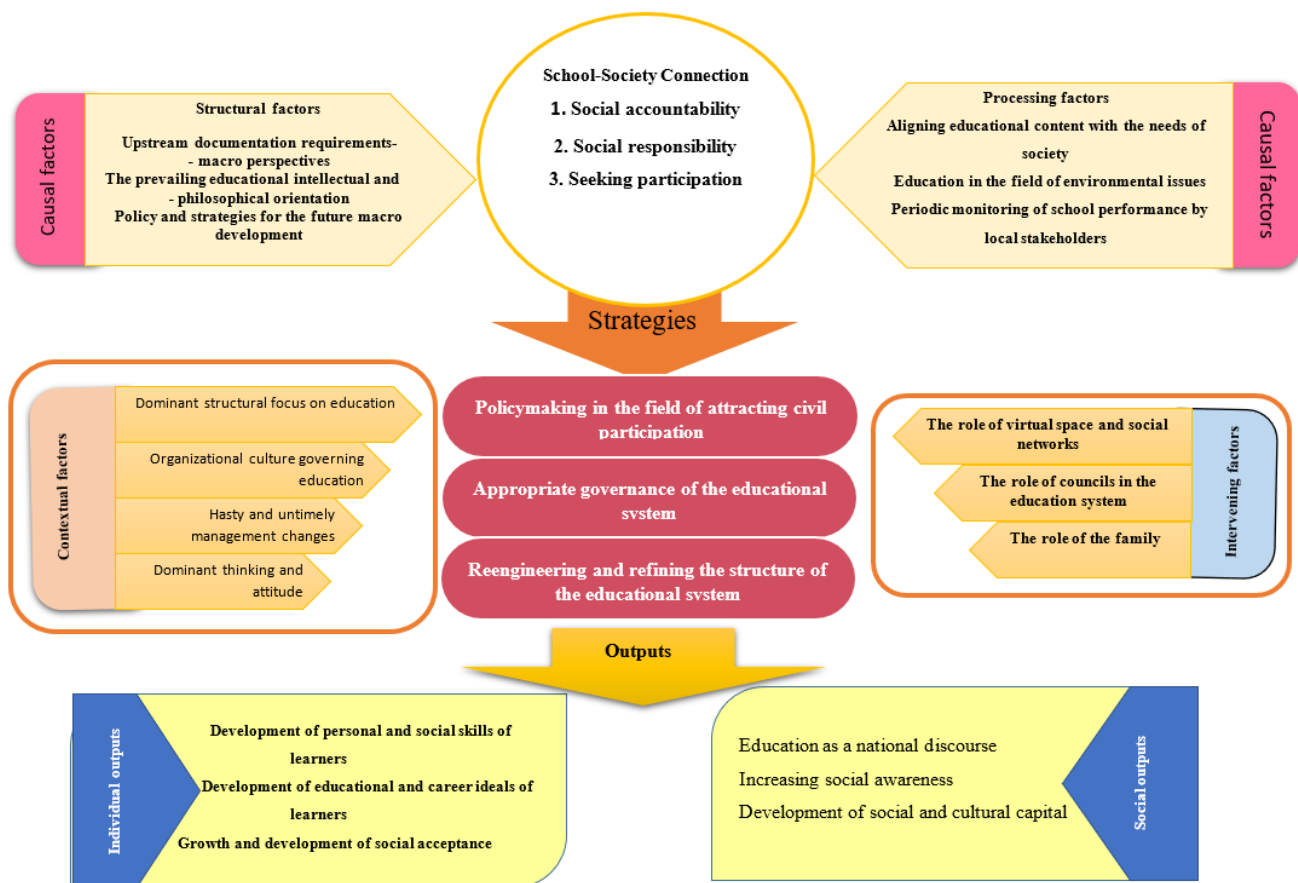 School-Society Connection
1. Social accountability
2. Social responsibility
3. Seeking participation
Causal factors
Structural factors
Upstream documentation requirements-
- macro perspectives
The prevailing educational intellectual and
- philosophical orientation
Policy and strategies for the future macro
development
Processing factors
Aligning educational content with the needs of
society
Education in the field of environmental issues
Periodic monitoring of school performance by
local stakeholders
Causal factors
Strategies
Contextual factors
Dominant structural focus on education
Organizational culture governing
education
Hasty and untimely
management changes
Dominant thinking and
attitude
Policymaking in the field of attracting civil
participation
Appropriate governance of the educational
system
Reengineering and refining the structure of
the educational system
The role of virtual space and social
networks
The role of councils in the
education system
The role of the family
Intervening factors
Outputs
Individual outputs
Development of personal and social skills of
learners
Development of educational and career ideals of
learners
Growth and development of social acceptance
Education as a national discourse
Increasing social awareness
Development of social and cultural capital
Social outputs